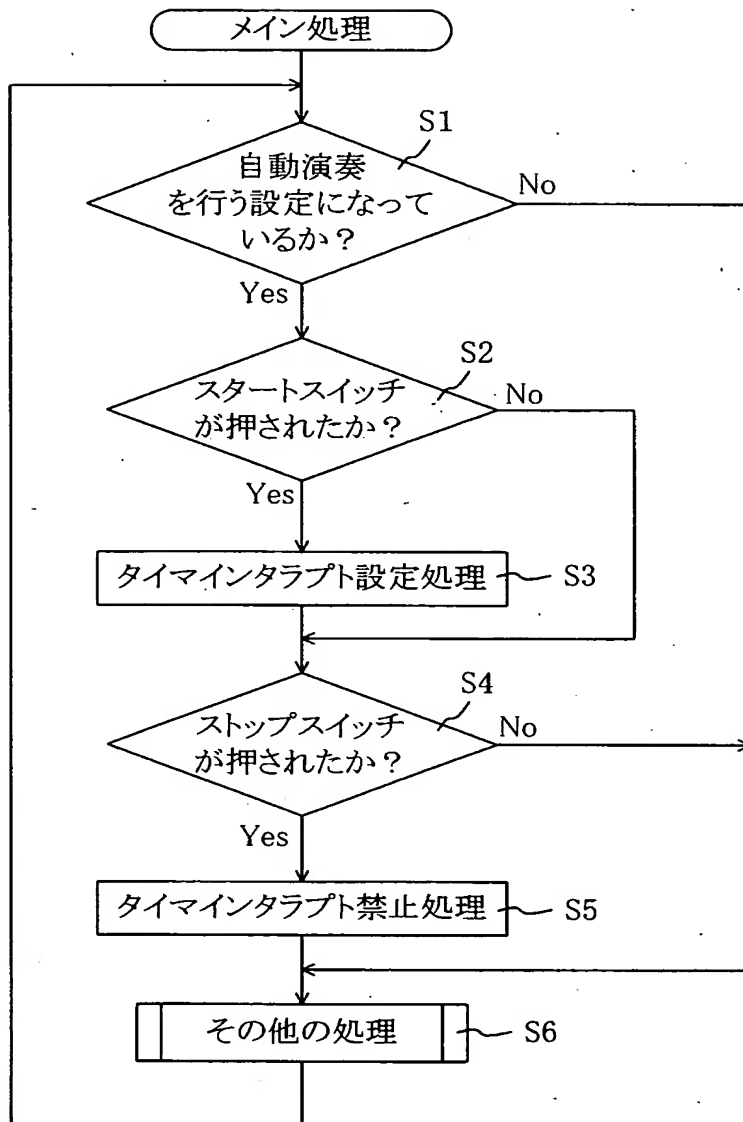 メイン処理
S1
自動演奏
を行う設定になって
いるか?
No
Yes
S2
スタートスイッチ
が押されたか?
No
Yes
タイマインタラプト設定処理
S3
S4
ストップスイッチ
が押されたか?
No
Yes
タイマインタラプト禁止処理
S5
その他の処理
S6